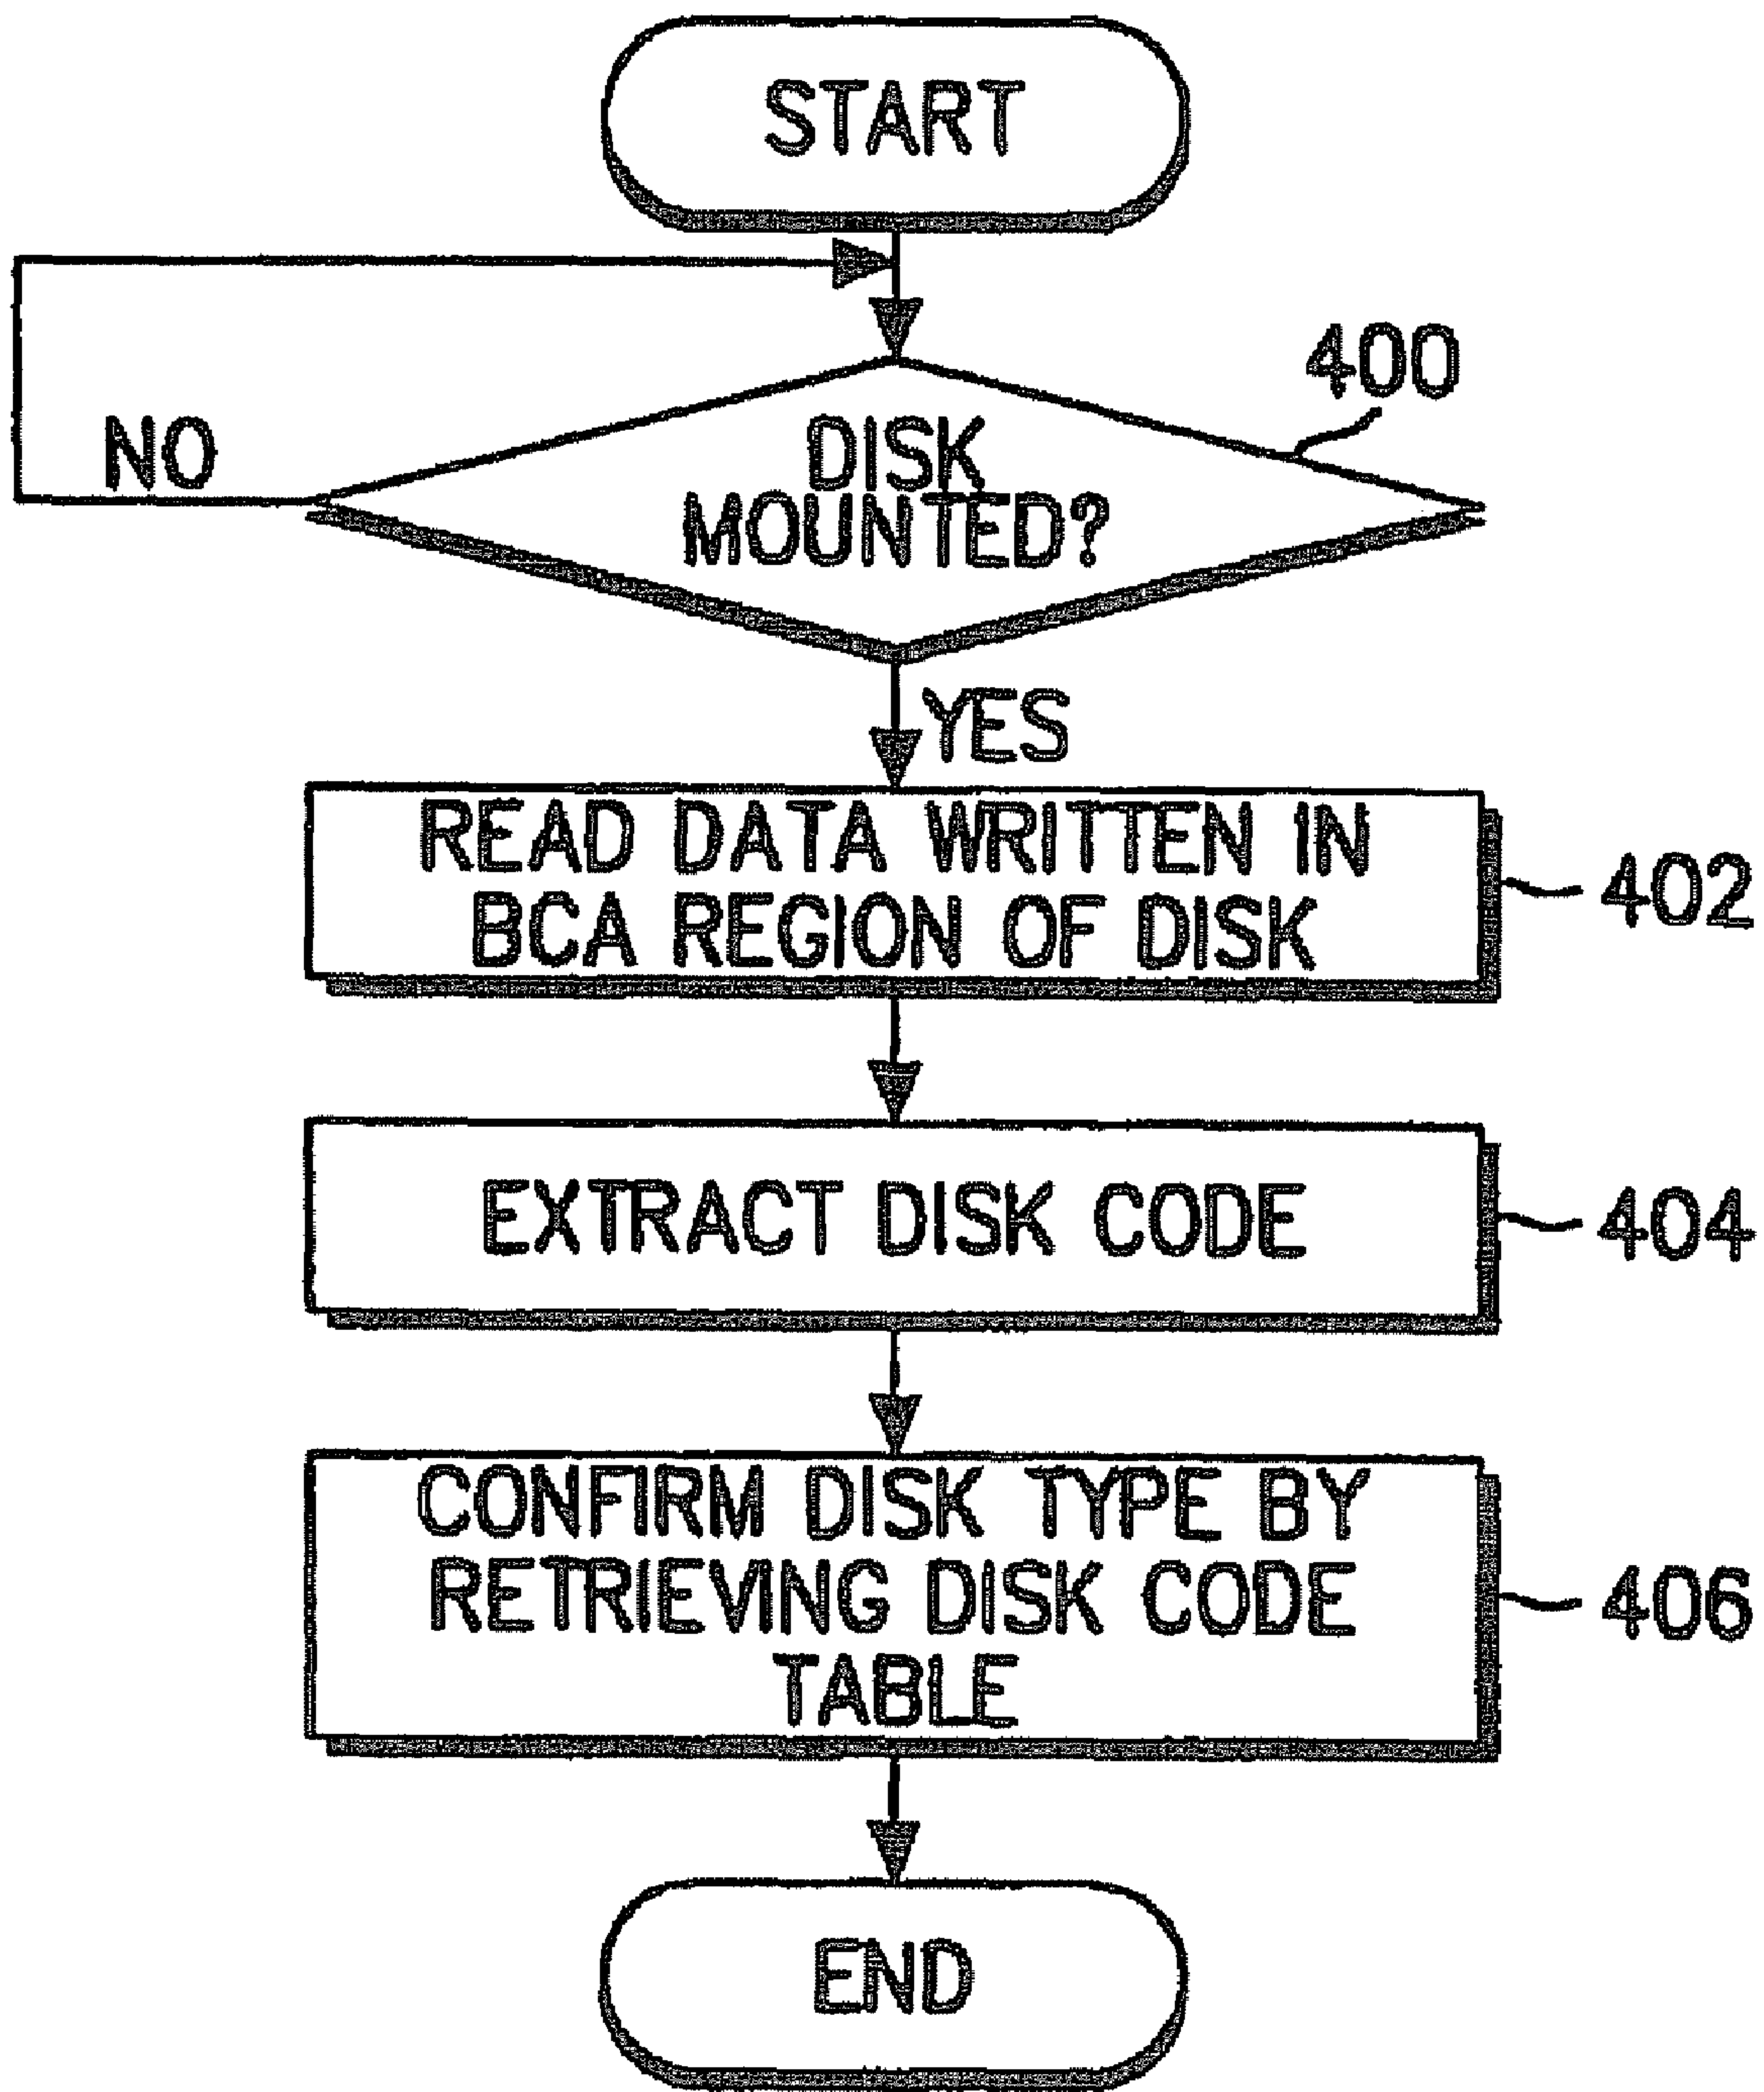 START
400
NO
DISK
MOUNTED?
YES
READ DATA WRITTEN IN
BCA REGION OF DISK
402
EXTRACT DISK CODE
404
CONFIRM DISK TYPE BY
RETRIEVING DISK CODE
TABLE
406
END